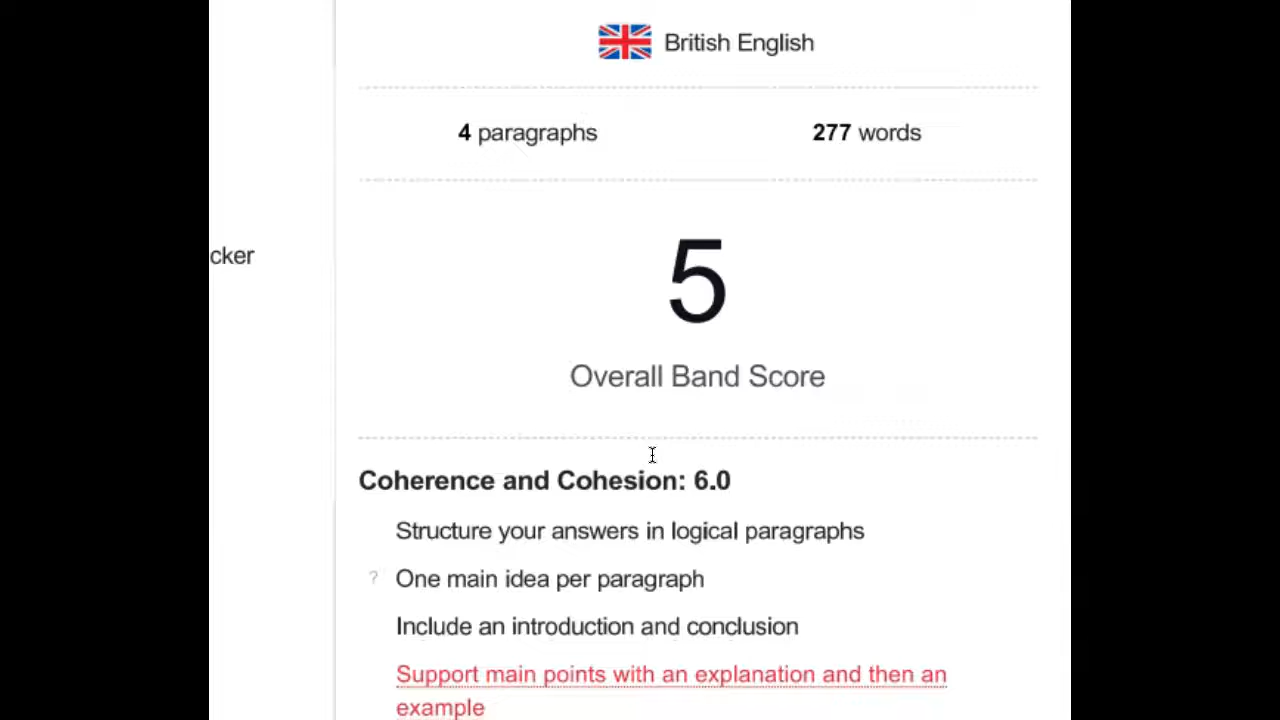 British English
4 paragraphs 277 words
cker
5
Overall Band Score
Coherence and Cohesion: 6.0
Structure your answers in logical paragraphs
? One main idea per paragraph
Include an introduction and conclusion
Support main points with an explanation and then an
example